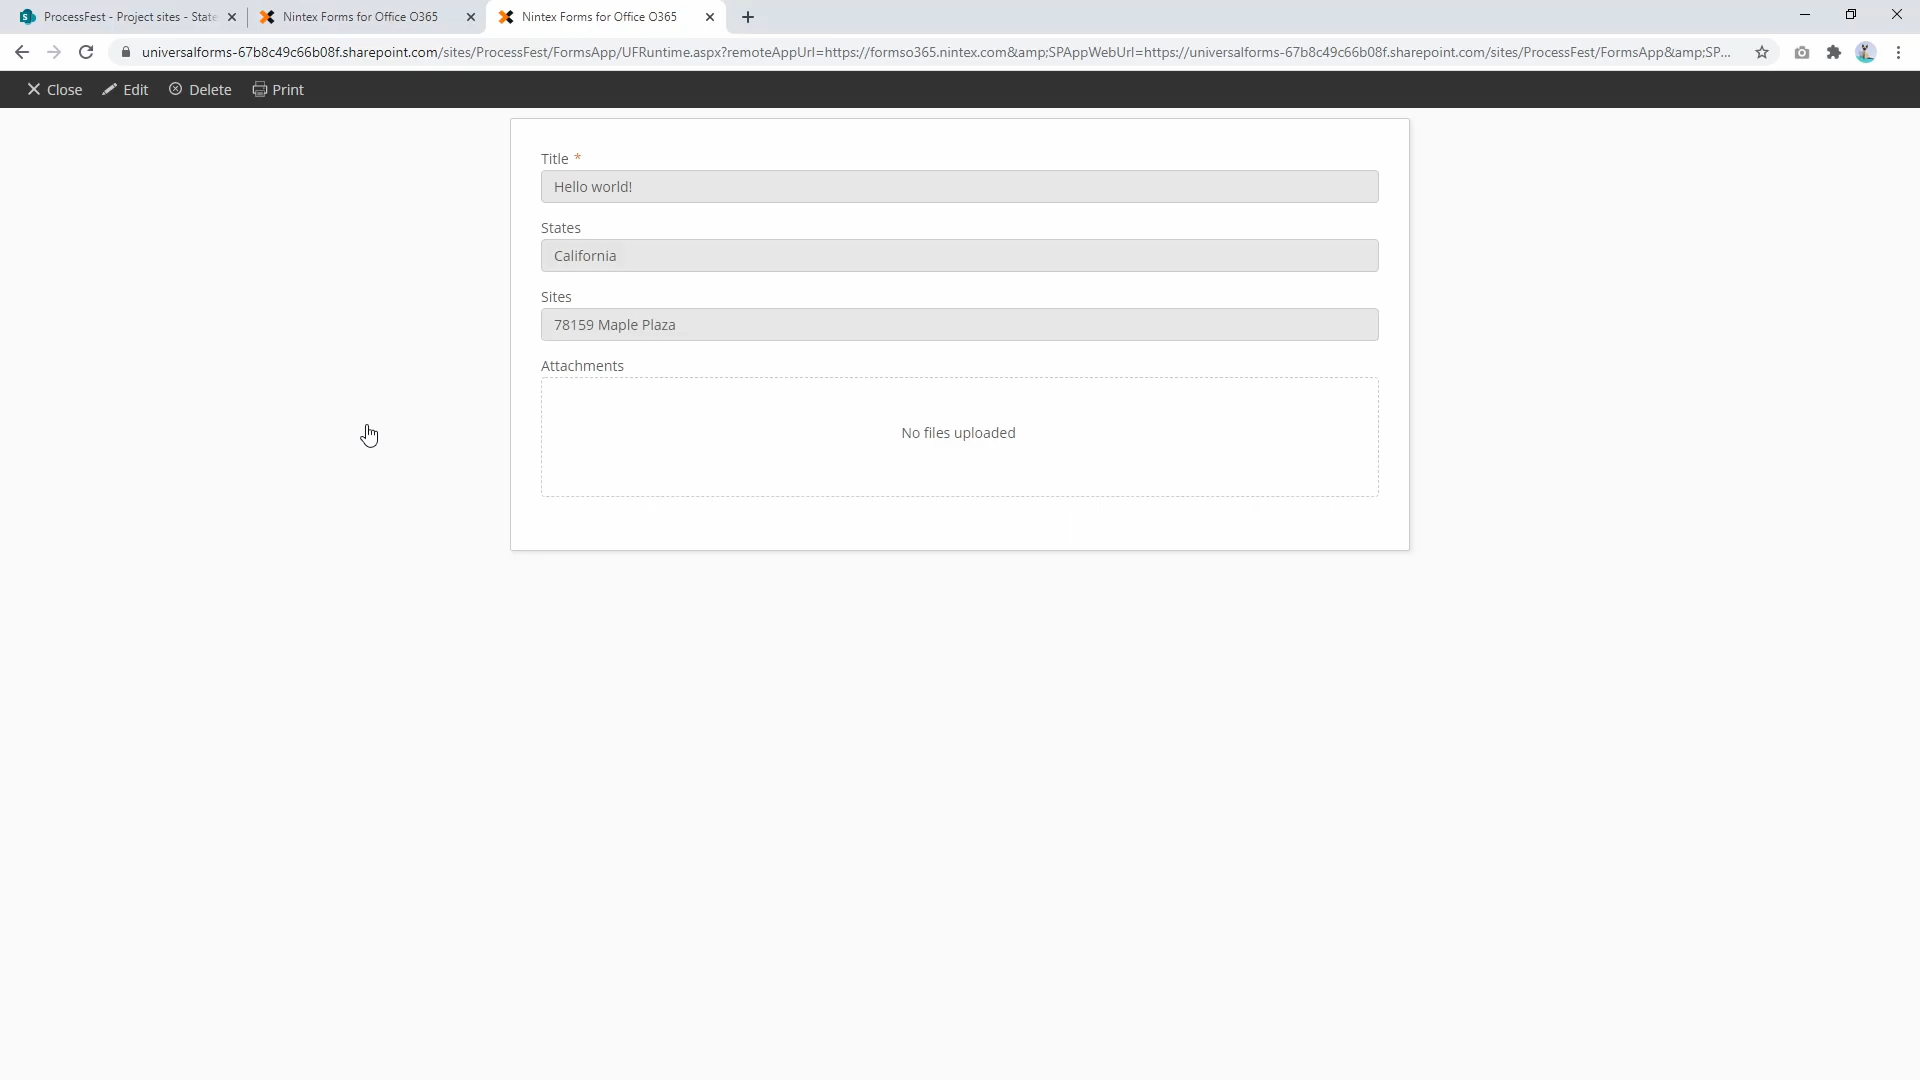 ProcessFest - Project sites - State
Nintex Forms for Office O365
Nintex Forms for Office O365
universalforms-67b8c49c66b08f.sharepoint.com/sites/ProcessFest/FormsApp/UFRuntime.aspx?remoteAppUrl=https://formso365.nintex.com&amp;SPAppWebUrl=https://universalforms-67b8c49c66b08f.sharepoint.com/sites/ProcessFest/FormsApp&amp;SP...
Close Edit Delete Print
Title *
Hello world!
States
California
Sites
78159 Maple Plaza
Attachments
No files uploaded